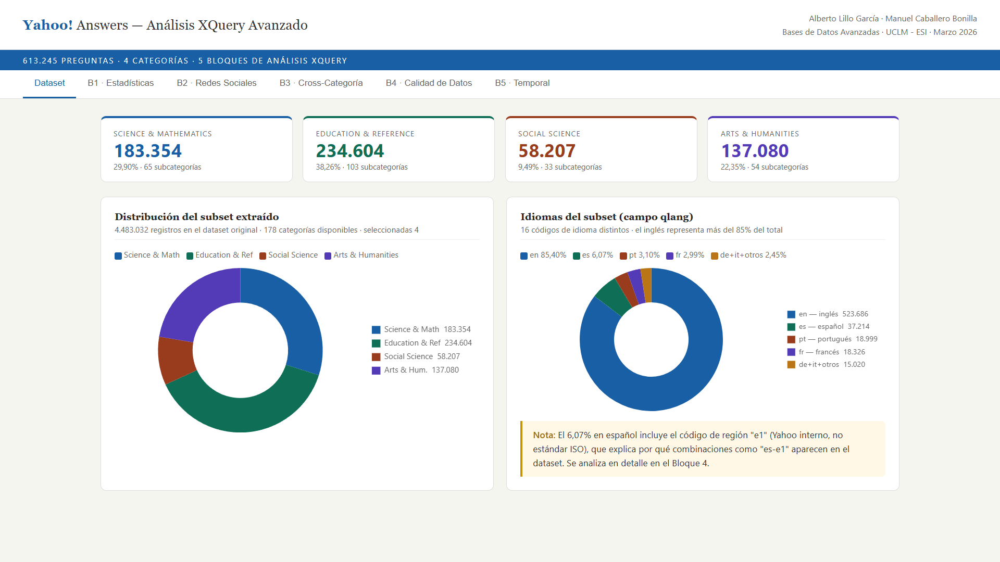 Yahoo! Answers — Análisis XQuery Avanzado
Alberto Lillo García · Manuel Caballero Bonilla
Bases de Datos Avanzadas · UCLM - ESI · Marzo 2026
613.245 PREGUNTAS · 4 CATEGORÍAS · 5 BLOQUES DE ANÁLISIS XQUERY
Dataset B1 · Estadísticas B2 · Redes Sociales B3 · Cross-Categoría B4 · Calidad de Datos B5 · Temporal
SCIENCE & MATHEMATICS
183.354
29,90% · 65 subcategorías
EDUCATION & REFERENCE
234.604
38,26% · 103 subcategorías
SOCIAL SCIENCE
58.207
9,49% · 33 subcategorías
ARTS & HUMANITIES
137.080
22,35% · 54 subcategorías
Distribución del subset extraído
4.483.032 registros en el dataset original · 178 categorías disponibles · seleccionadas 4
Science & Math Education & Ref Social Science Arts & Humanities
Science & Math 183.354
Education & Ref 234.604
Social Science 58.207
Arts & Hum. 137.080
Idiomas del subset (campo qlang)
16 códigos de idioma distintos · el inglés representa más del 85% del total
en 85,40% es 6,07% pt 3,10% fr 2,99% de+it+otros 2,45%
en — inglés 523.686
es — español 37.214
pt — portugués 18.999
fr — francés 18.326
de+it+otros 15.020
Nota: El 6,07% en español incluye el código de región "e1" (Yahoo interno, no
estándar ISO), que explica por qué combinaciones como "es-e1" aparecen en el
dataset. Se analiza en detalle en el Bloque 4.